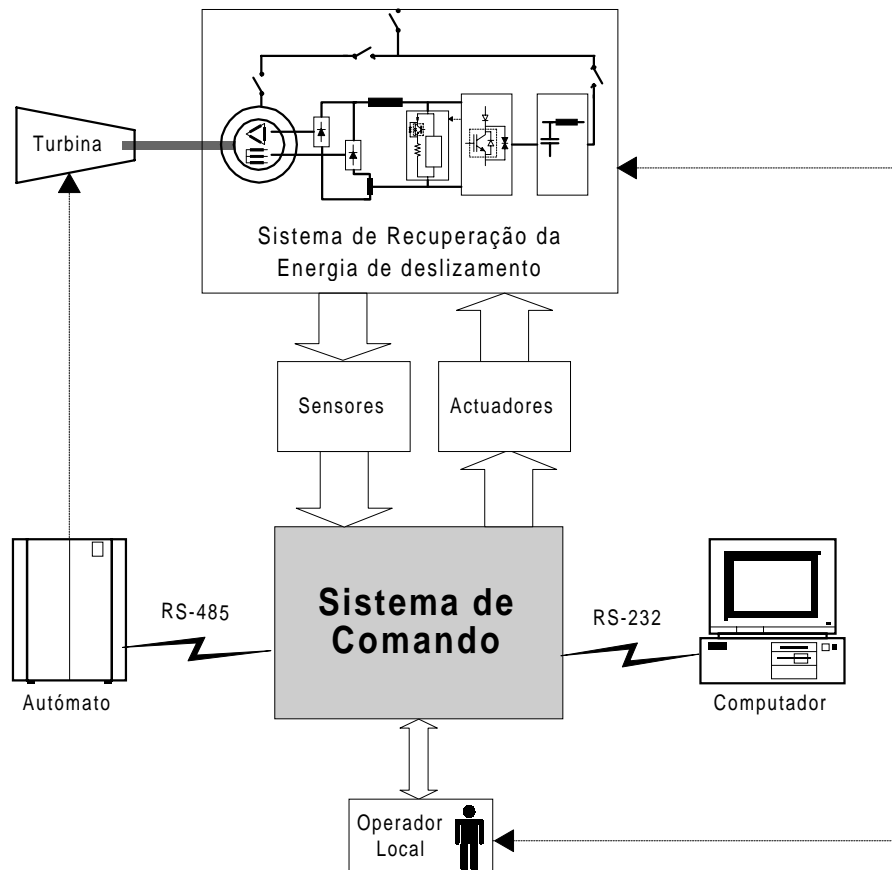 Turbina
Sistema de Recuperação da
Energia de deslizamento
Sensores
Actuadores
Sistema de
Comando
RS-485
RS-232
Autómato
Computador
Operador
Local